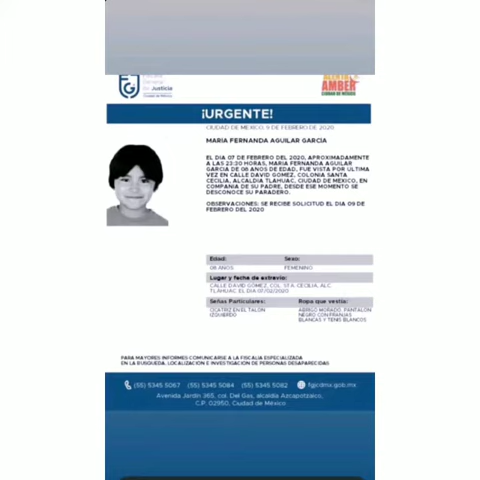 Fiscalía
General
de Justicia
CIUDAD DE MÉXICO
ALERTA
AMBER
CIUDAD DE MÉXICO
¡URGENTE!
CIUDAD DE MEXICO, 9 DE FEBRERO DE 2020
MARIA FERNANDA AGUILAR GARCIA
EL DIA 07 DE FEBRERO DEL 2020, APROXIMADAMENTE
A LAS 23:20 HORAS, MARIA FERNANDA AGUILAR
GARCIA DE 08 AÑOS DE EDAD, FUE VISTA POR ULTIMA
VEZ EN CALLE DAVID GOMEZ, COLONIA SANTA
CECILIA, ALCALDIA TLAHUAC, CIUDAD DE MEXICO, EN
COMPAÑIA DE SU PADRE, DESDE ESE MOMENTO SE
DESCONOCE SU PARADERO.
OBSERVACIONES: SE RECIBE SOLICITUD EL DIA 09 DE
FEBRERO DEL 2020
Edad: Sexo:
08 AÑOS FEMENINO
Lugar y fecha de extravío:
CALLE DAVID GOMEZ, COL. STA. CECILIA, ALC
TLAHUAC, EL DIA 07/02/2020
Señas Particulares: Ropa que vestía:
CICATRIZ EN EL TALON ABRIGO MORADO, PANTALON
IZQUIERDO NEGRO CON FRANJAS
BLANCAS Y TENIS BLANCOS
PARA MAYORES INFORMES COMUNICARSE A LA FISCALIA ESPECIALIZADA
EN LA BUSQUEDA, LOCALIZACION E INVESTIGACION DE PERSONAS DESAPARECIDAS
(55) 5345 5067 (55) 5345 5084 (55) 5345 5082 fgjcdmx.gob.mx
Avenida Jardín 365, col. Del Gas, alcaldía Azcapotzalco,
C.P. 02950, Ciudad de México